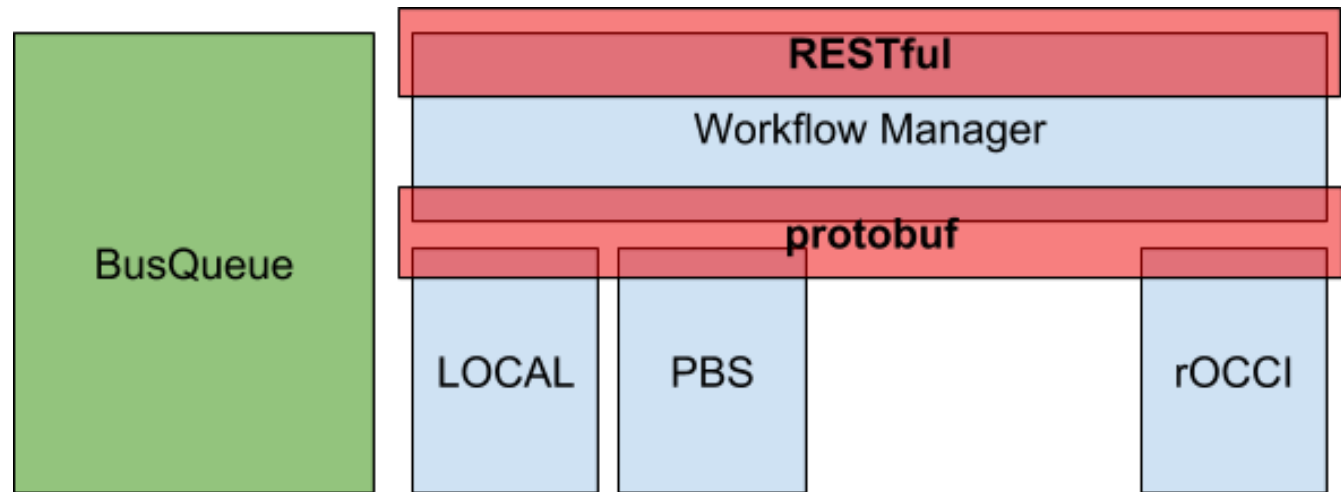 RESTful
Workflow Manager
protobuf
BusQueue
LOCAL
PBS
rOCCI